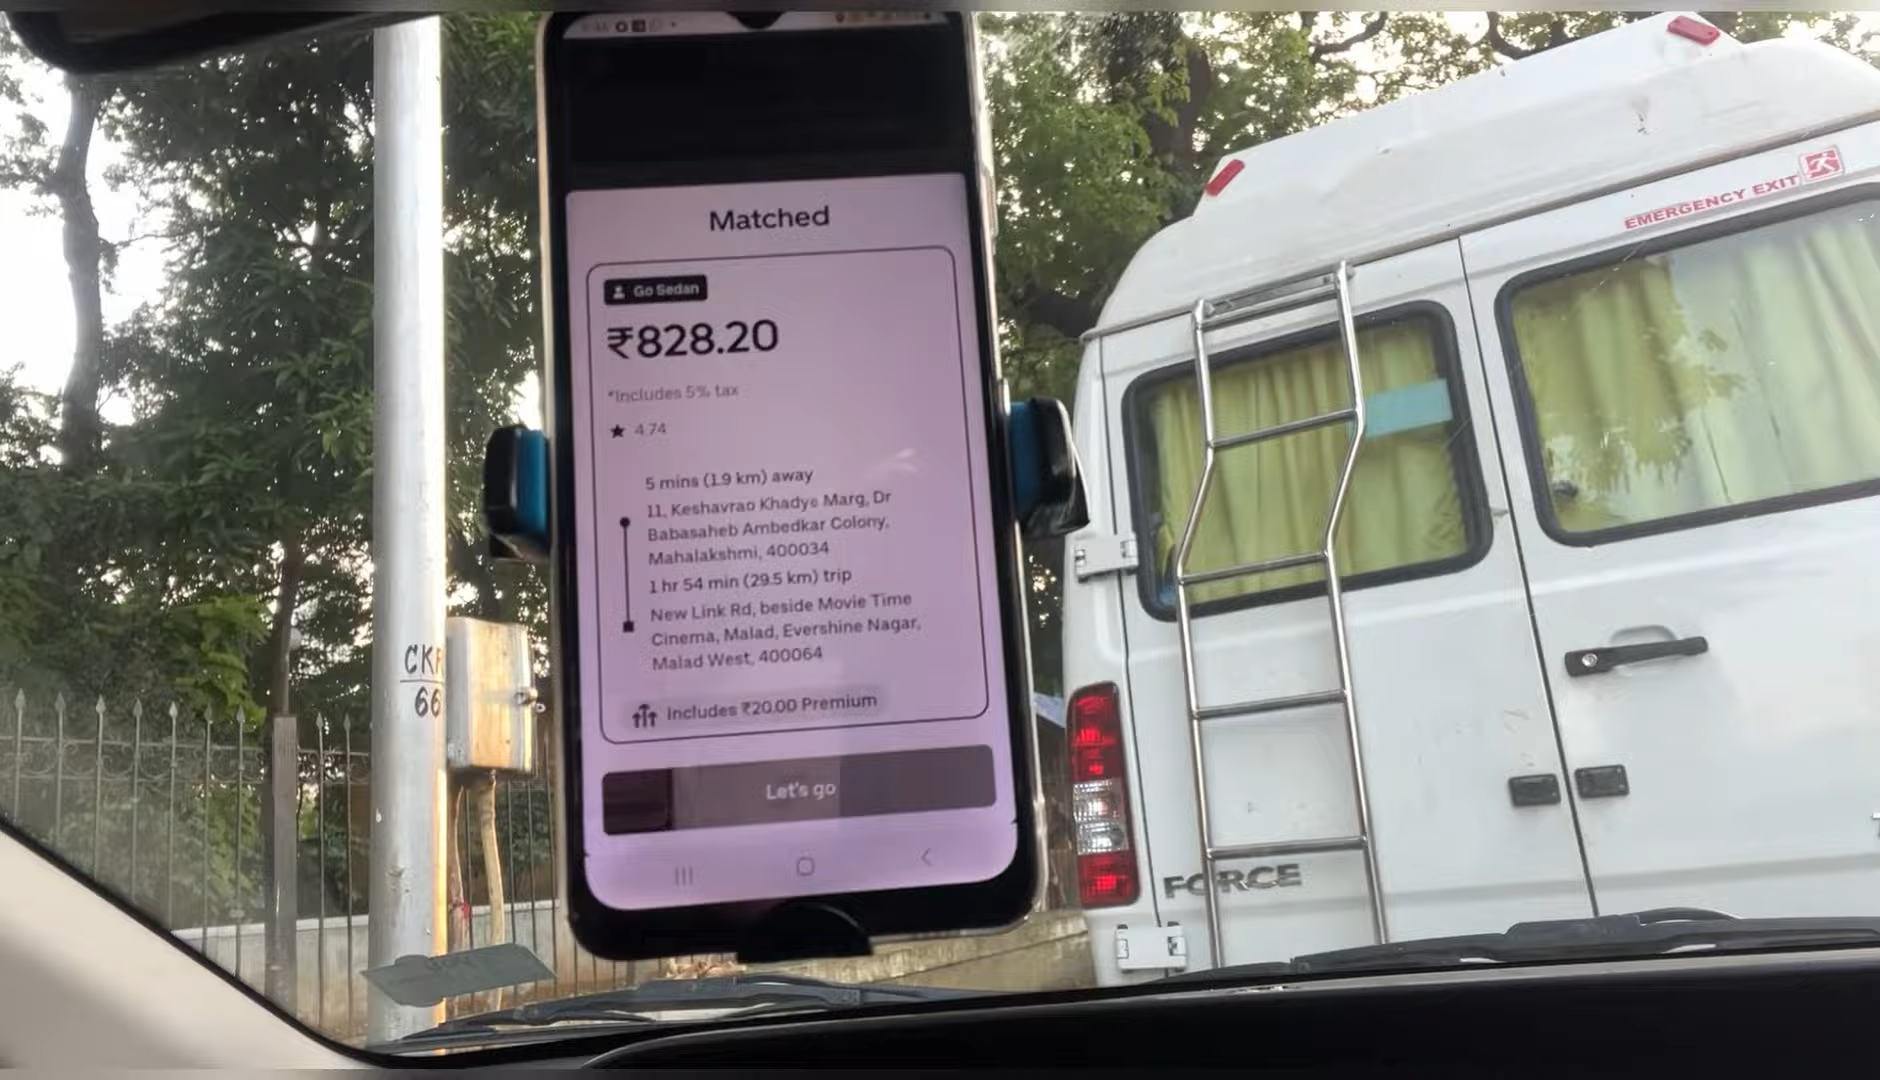 Matched
Go Sedan
₹828.20
*Includes 5% tax
★ 4.74
5 mins (1.9 km) away
11, Keshavrao Khadye Marg, Dr
Babasaheb Ambedkar Colony,
Mahalakshmi, 400034
1 hr 54 min (29.5 km) trip
New Link Rd, beside Movie Time
Cinema, Malad, Evershine Nagar,
Malad West, 400064
Includes ₹20.00 Premium
Let's go
EMERGENCY EXIT
FORCE
66